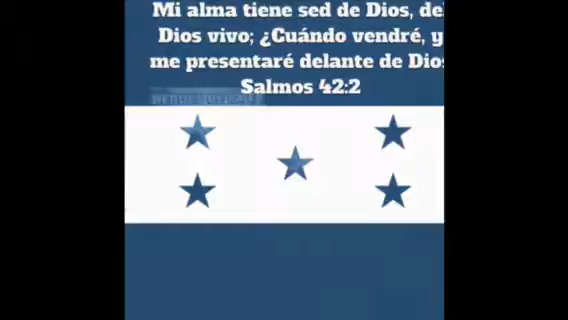 Mi alma tiene sed de Dios, del
Dios vivo; ¿Cuándo vendré, y
me presentaré delante de Dios
Salmos 42:2